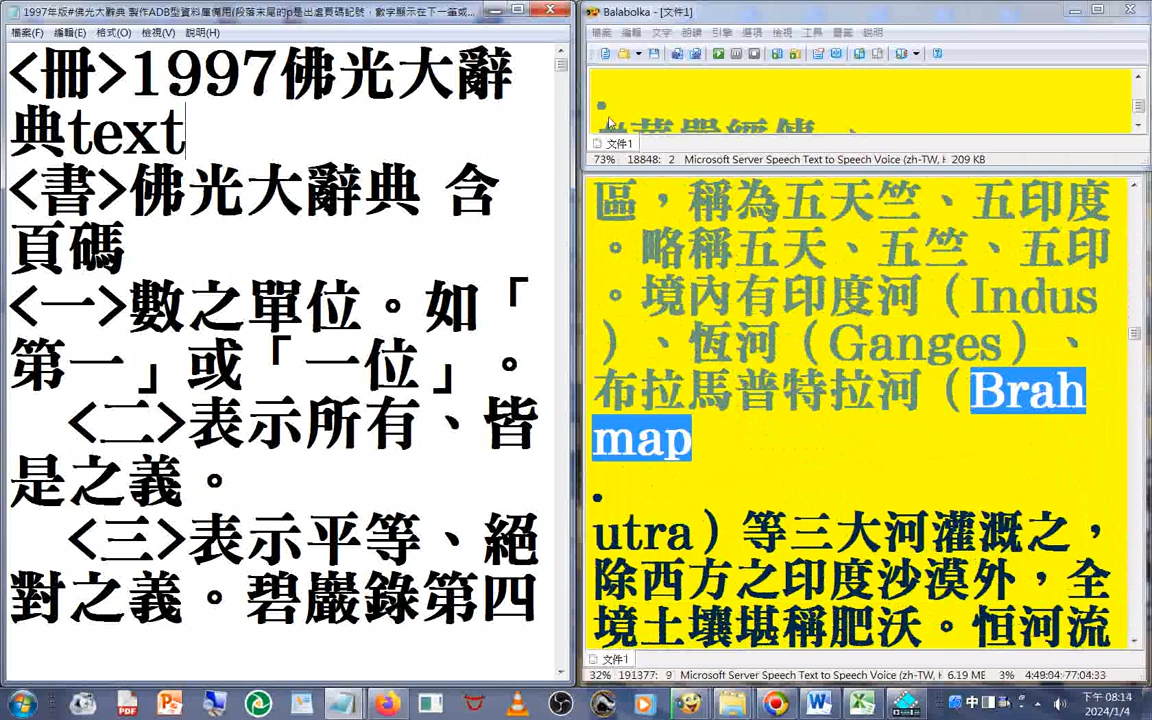 1997年版#佛光大辭典 製作ADB型資料庫備用(段落末尾的p是出處頁碼記號，數字顯示在下一筆或...
檔案(F) 編輯(E) 格式(O) 檢視(V) 說明(H)
<冊>1997佛光大辭
典text
<書>佛光大辭典 含
頁碼
<一>數之單位。如「
第一」或「一位」。
<二>表示所有、皆
是之義。
<三>表示平等、絕
對之義。碧巖錄第四
Balabolka - [文件1]
檔案 編輯 文字 朗讀 引擎 選項 檢視 工具 書籤 說明
#華嚴經傳、
文件1
73% 18848: 2 Microsoft Server Speech Text to Speech Voice (zh-TW, H 209 KB
區，稱為五天竺、五印度
。略稱五天、五竺、五印
。境內有印度河（Indus
）、恆河（Ganges）、
布拉馬普特拉河（Brah
map
utra）等三大河灌溉之，
除西方之印度沙漠外，全
境土壤堪稱肥沃。恒河流
文件1
32% 191377: 9 Microsoft Server Speech Text to Speech Voice (zh-TW, H 6.19 ME 3% 4:49:04-77:04:33
中
下午 08:14
2024/1/4